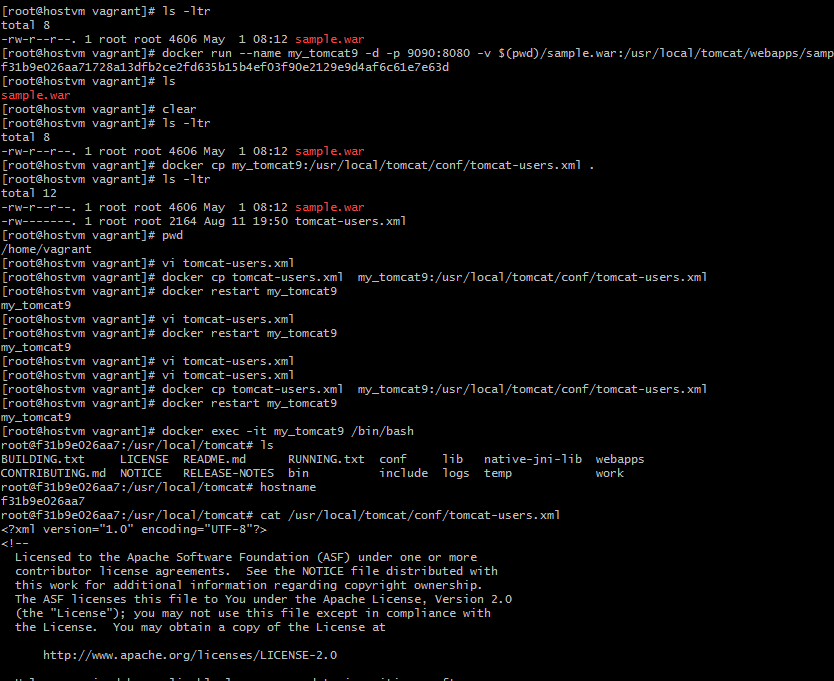 [root@hostvm vagrant]# ls -ltr
total 8
-rw-r--r--. 1 root root 4606 May  1 08:12 sample.war
[root@hostvm vagrant]# docker run --name my_tomcat9 -d -p 9090:8080 -v $(pwd)/sample.war:/usr/local/tomcat/webapps/samp
f31b9e026aa71728a13dfb2ce2fd635b15b4ef03f90e2129e9d4af6c61e7e63d
[root@hostvm vagrant]# ls
sample.war
[root@hostvm vagrant]# clear
[root@hostvm vagrant]# ls -ltr
total 8
-rw-r--r--. 1 root root 4606 May  1 08:12 sample.war
[root@hostvm vagrant]# docker cp my_tomcat9:/usr/local/tomcat/conf/tomcat-users.xml .
[root@hostvm vagrant]# ls -ltr
total 12
-rw-r--r--. 1 root root 4606 May  1 08:12 sample.war
-rw-------. 1 root root 2164 Aug 11 19:50 tomcat-users.xml
[root@hostvm vagrant]# pwd
/home/vagrant
[root@hostvm vagrant]# vi tomcat-users.xml
[root@hostvm vagrant]# docker cp tomcat-users.xml  my_tomcat9:/usr/local/tomcat/conf/tomcat-users.xml
[root@hostvm vagrant]# docker restart my_tomcat9
my_tomcat9
[root@hostvm vagrant]# vi tomcat-users.xml
[root@hostvm vagrant]# docker restart my_tomcat9
my_tomcat9
[root@hostvm vagrant]# vi tomcat-users.xml
[root@hostvm vagrant]# vi tomcat-users.xml
[root@hostvm vagrant]# docker cp tomcat-users.xml  my_tomcat9:/usr/local/tomcat/conf/tomcat-users.xml
[root@hostvm vagrant]# docker restart my_tomcat9
my_tomcat9
[root@hostvm vagrant]# docker exec -it my_tomcat9 /bin/bash
root@f31b9e026aa7:/usr/local/tomcat# ls
BUILDING.txt     LICENSE  README.md      RUNNING.txt  conf     lib   native-jni-lib  webapps
CONTRIBUTING.md  NOTICE   RELEASE-NOTES  bin          include  logs  temp            work
root@f31b9e026aa7:/usr/local/tomcat# hostname
f31b9e026aa7
root@f31b9e026aa7:/usr/local/tomcat# cat /usr/local/tomcat/conf/tomcat-users.xml
<?xml version="1.0" encoding="UTF-8"?>
<!--
  Licensed to the Apache Software Foundation (ASF) under one or more
  contributor license agreements.  See the NOTICE file distributed with
  this work for additional information regarding copyright ownership.
  The ASF licenses this file to You under the Apache License, Version 2.0
  (the "License"); you may not use this file except in compliance with
  the License.  You may obtain a copy of the License at
      http://www.apache.org/licenses/LICENSE-2.0